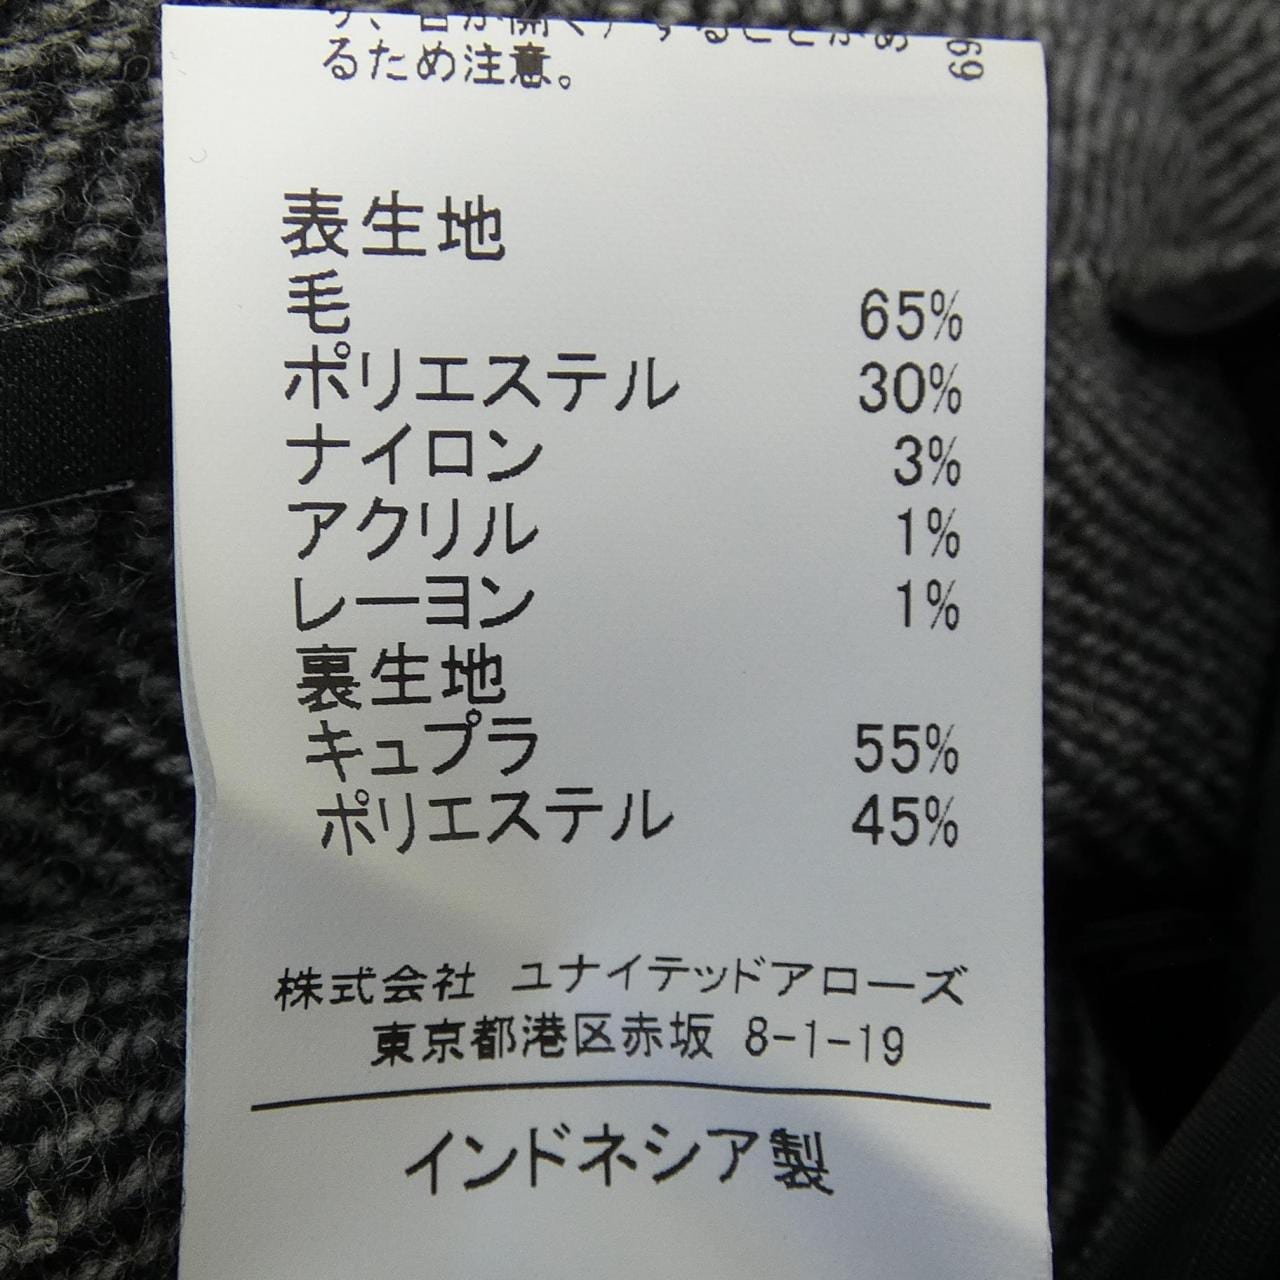 るため注意。
69
表生地
毛 65%
ポリエステル 30%
ナイロン 3%
アクリル 1%
レーヨン 1%
裏生地
キュプラ 55%
ポリエステル 45%
株式会社 ユナイテッドアローズ
東京都港区赤坂 8-1-19
インドネシア製